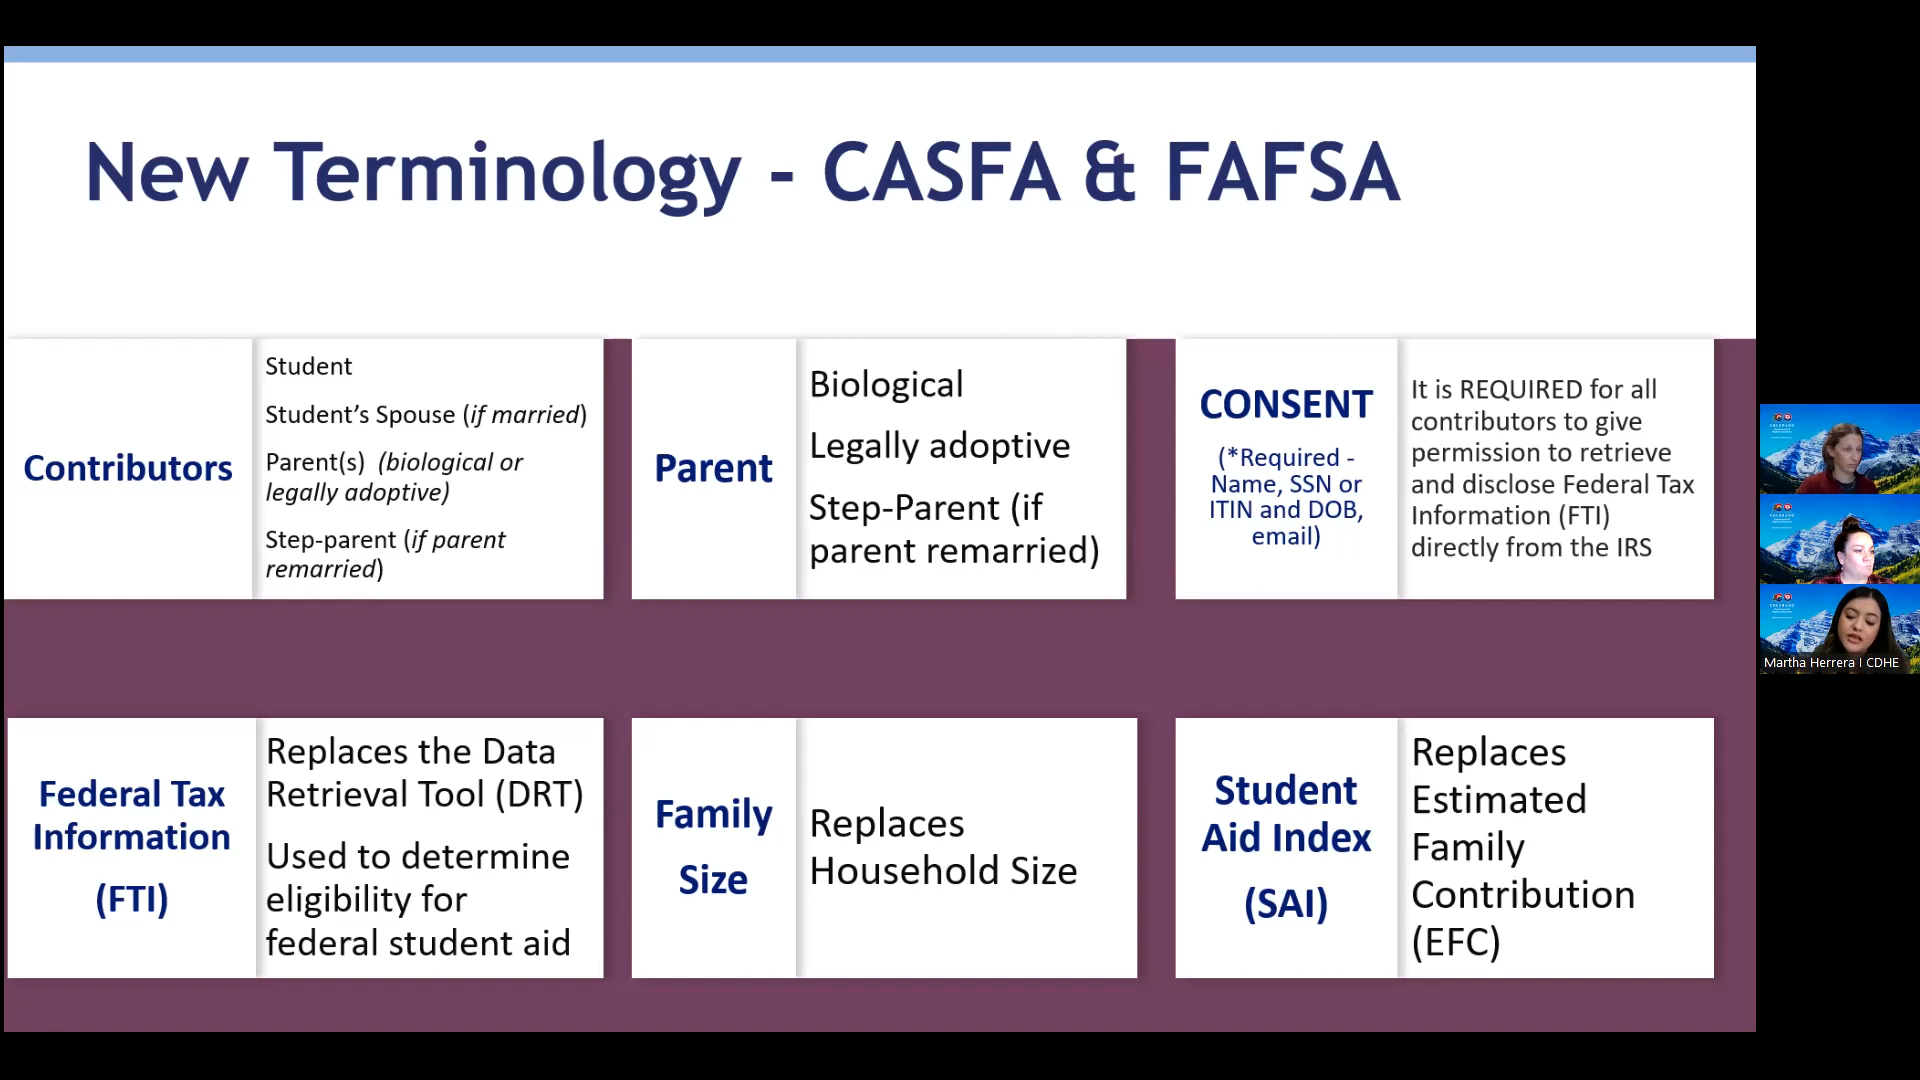 New Terminology - CASFA & FAFSA
Contributors
Student
Student’s Spouse (if married)
Parent(s) (biological or
legally adoptive)
Step-parent (if parent
remarried)
Parent
Biological
Legally adoptive
Step-Parent (if
parent remarried)
CONSENT
(*Required -
Name, SSN or
ITIN and DOB,
email)
It is REQUIRED for all
contributors to give
permission to retrieve
and disclose Federal Tax
Information (FTI)
directly from the IRS
Federal Tax
Information
(FTI)
Replaces the Data
Retrieval Tool (DRT)
Used to determine
eligibility for
federal student aid
Family
Size
Replaces
Household Size
Student
Aid Index
(SAI)
Replaces
Estimated
Family
Contribution
(EFC)
COLORADO
COLORADO
COLORADO
Martha Herrera I CDHE